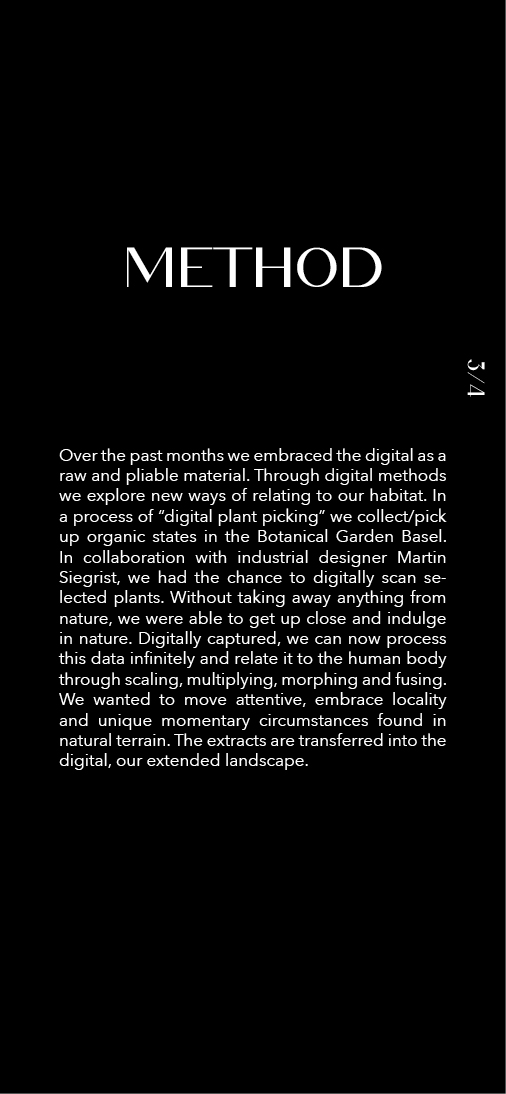 METHOD
3/4
Over the past months we embraced the digital as a
raw and pliable material. Through digital methods
we explore new ways of relating to our habitat. In
a process of “digital plant picking” we collect/pick
up organic states in the Botanical Garden Basel.
In collaboration with industrial designer Martin
Siegrist, we had the chance to digitally scan se-
lected plants. Without taking away anything from
nature, we were able to get up close and indulge
in nature. Digitally captured, we can now process
this data infinitely and relate it to the human body
through scaling, multiplying, morphing and fusing.
We wanted to move attentive, embrace locality
and unique momentary circumstances found in
natural terrain. The extracts are transferred into the
digital, our extended landscape.